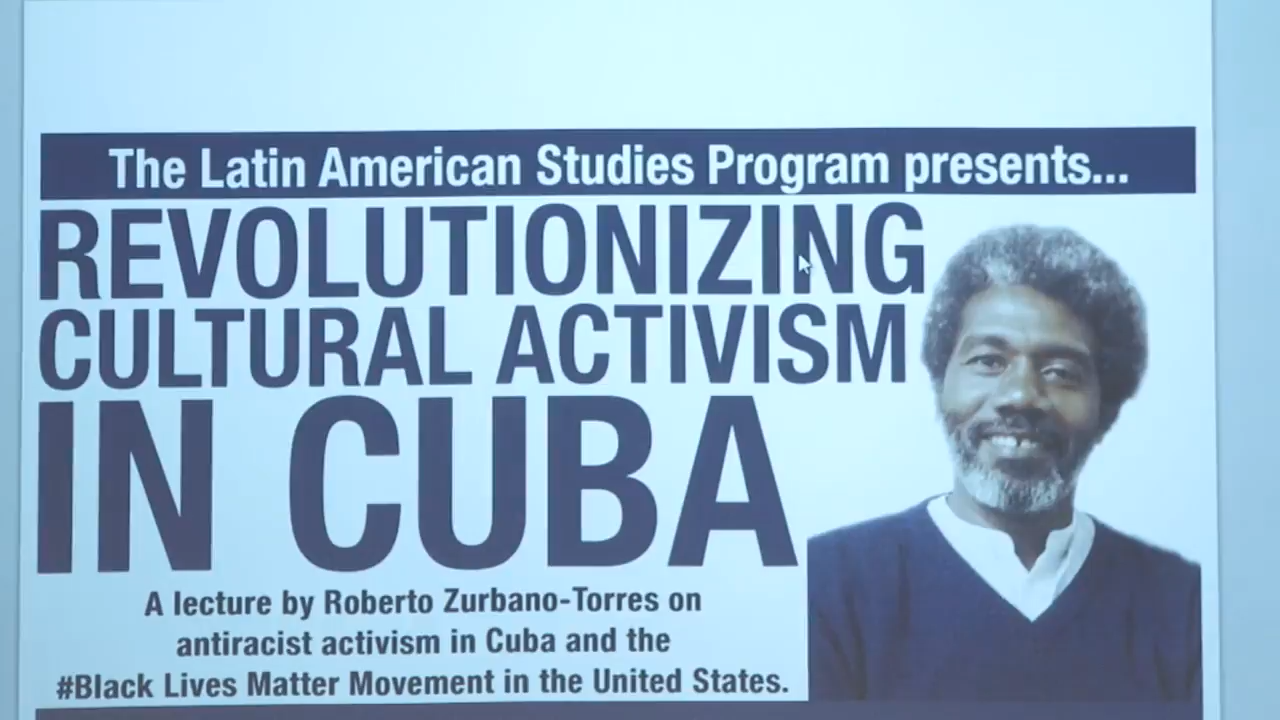 The Latin American Studies Program presents...
REVOLUTIONIZING
CULTURAL ACTIVISM
IN CUBA
A lecture by Roberto Zurbano-Torres on
antiracist activism in Cuba and the
#Black Lives Matter Movement in the United States.